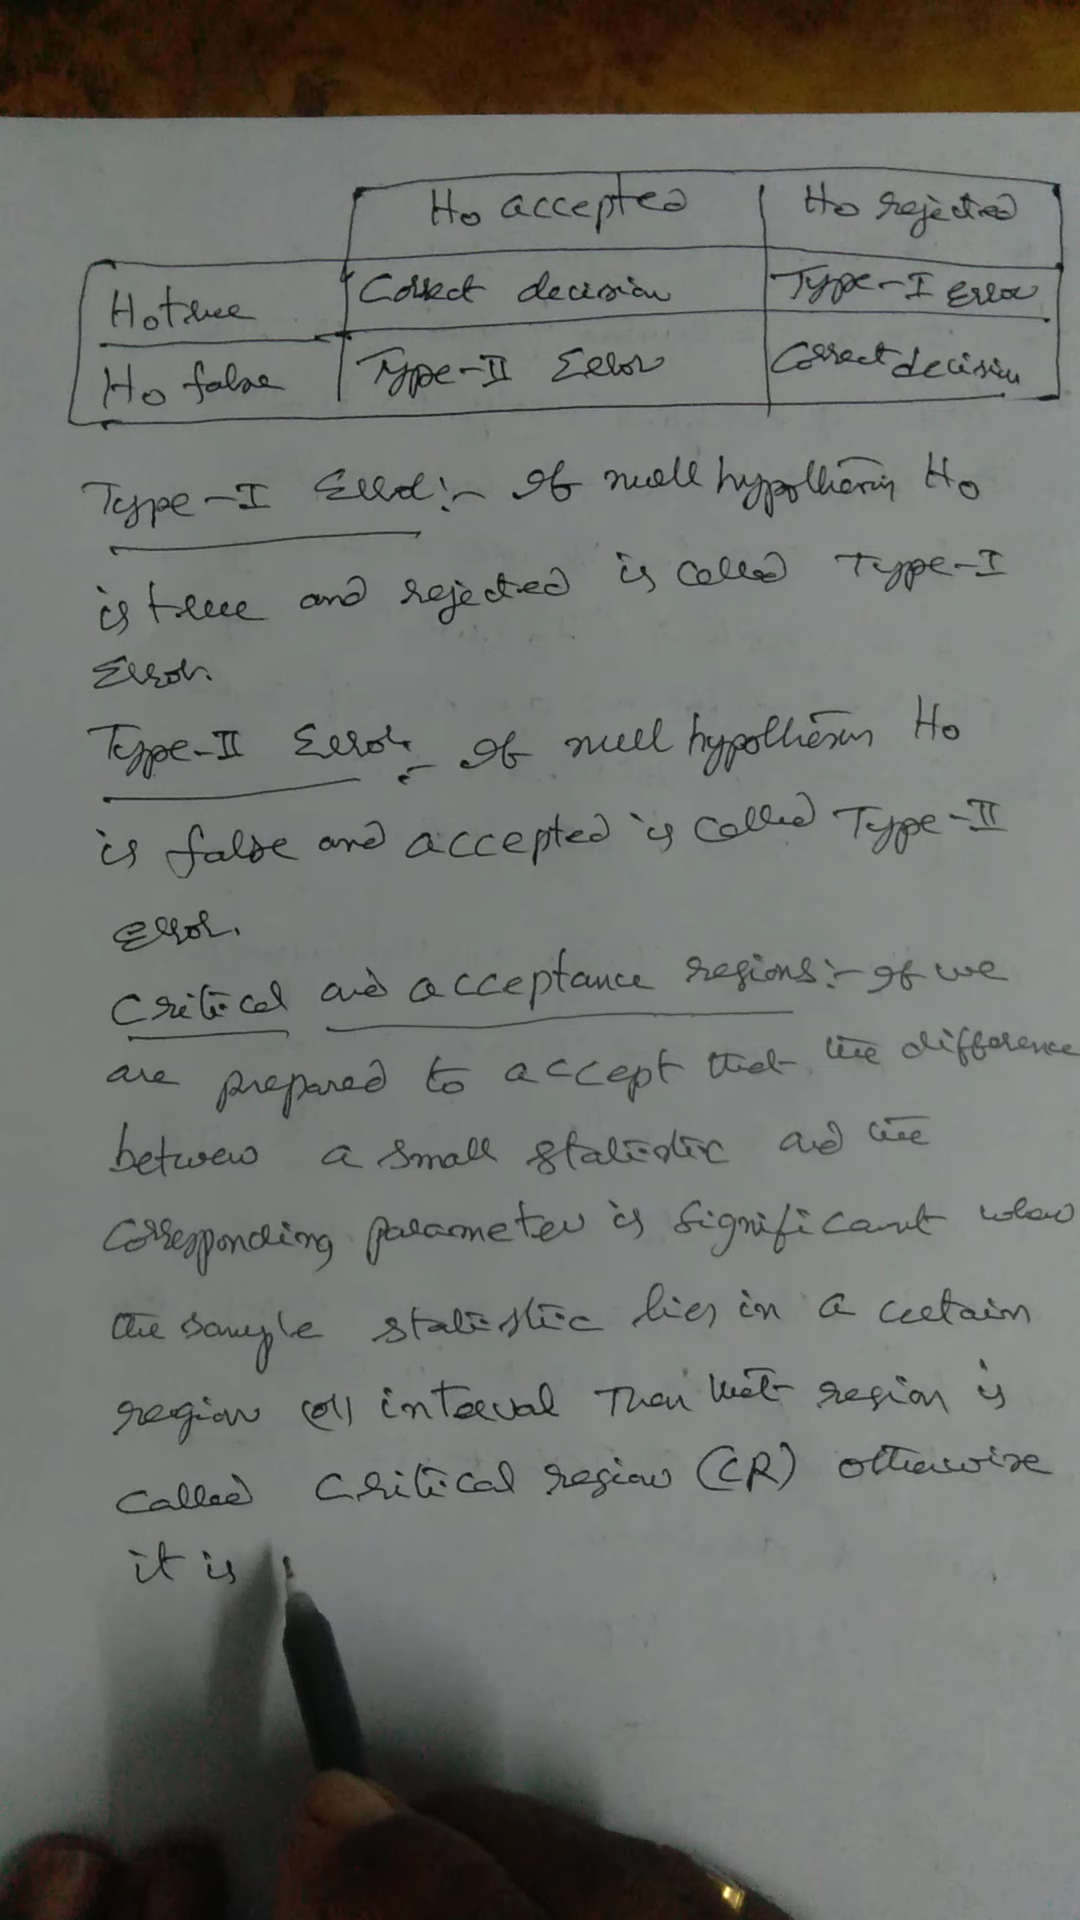 Ho accepted Ho rejected
Ho true Correct decision Type-I Error
Ho false Type-II Error Correct decision
Type-I Error:- If null hypothesis Ho
is true and rejected is called Type-I
Error.
Type-II Error:- If null hypothesis Ho
is false and accepted is called Type-II
error.
Critical and acceptance regions:- If we
are prepared to accept that the difference
between a small statistic and the
corresponding parameter is significant when
the sample statistic lies in a certain
region (or) interval Then that region is
called Critical region (CR) otherwise
it is